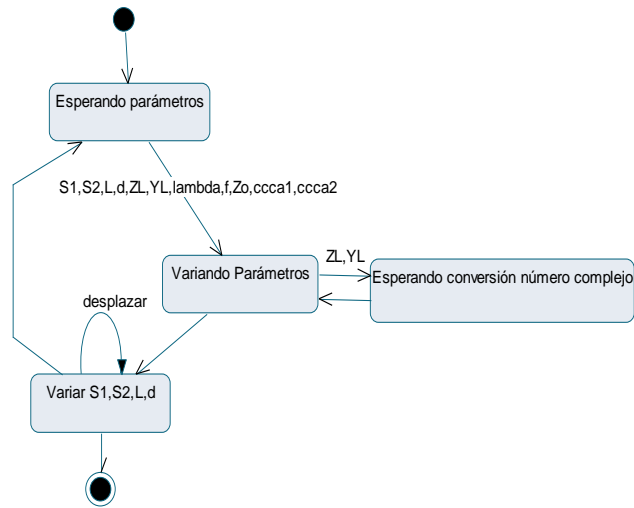 Esperando parámetros
S1,S2,L,d,ZL,YL,lambda,f,Zo,ccca1,ccca2
ZL,YL
Variando Parámetros
Esperando conversión número complejo
desplazar
Variar S1,S2,L,d